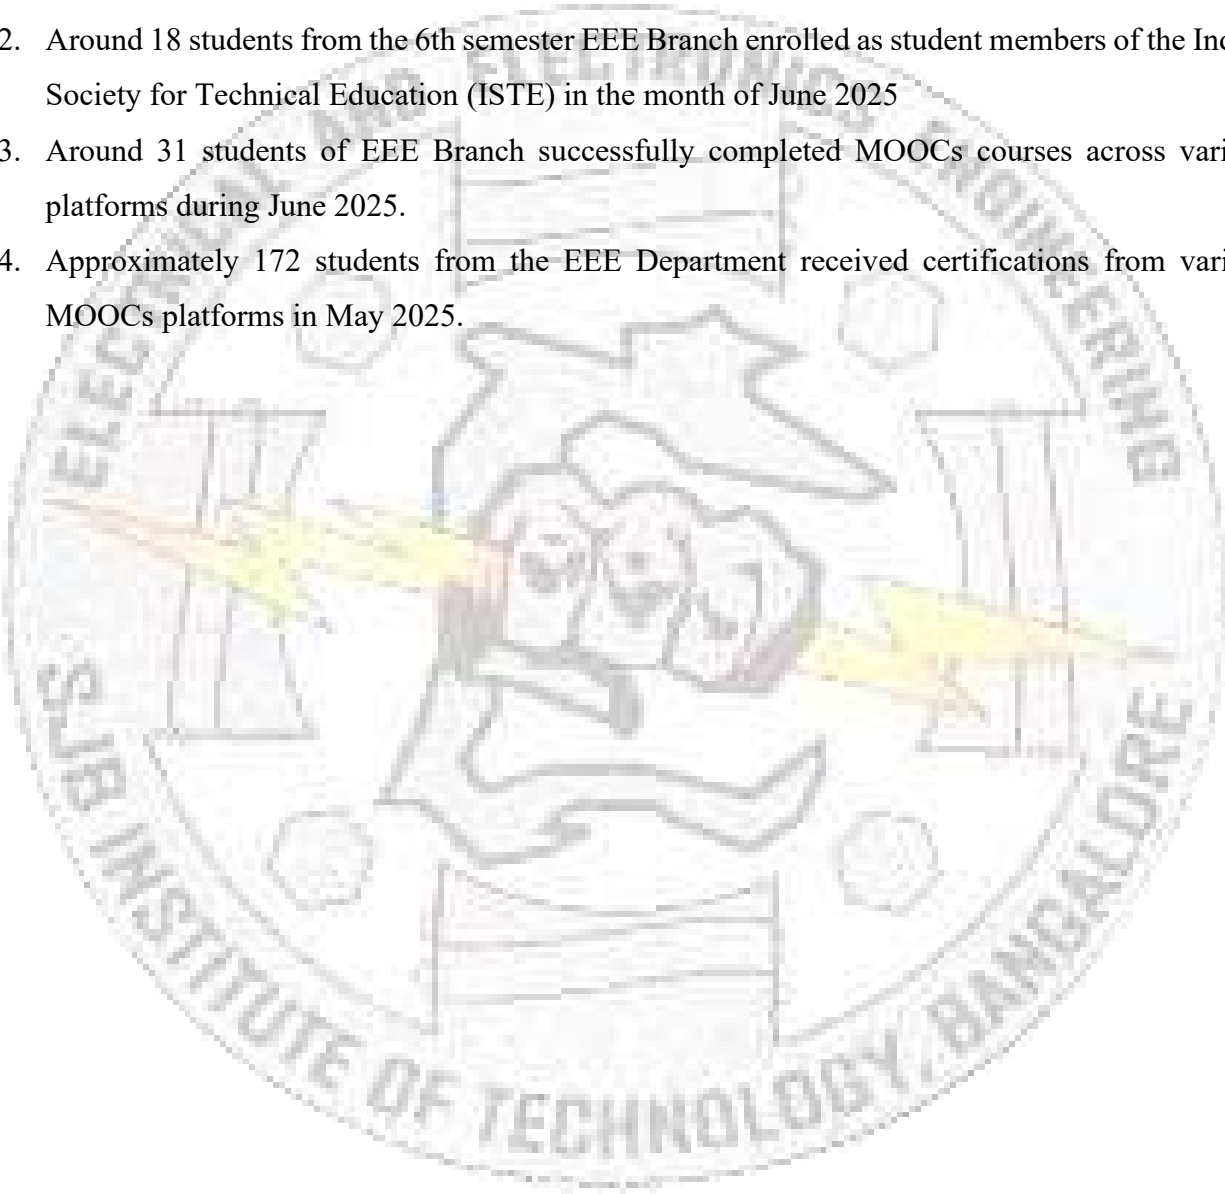 2. Around 18 students from the 6th semester EEE Branch enrolled as student members of the
Society for Technical Education (ISTE) in the month of June 2025
3. Around 31 students of EEE Branch successfully completed MOOCs courses across
platforms during June 2025.
4. Approximately 172 students from the EEE Department received certifications from
MOOCs platforms in May 2025.
ELECTRICAL AND ELECTRONICS ENGINEERING
SJB INSTITUTE OF TECHNOLOGY, BANGALORE